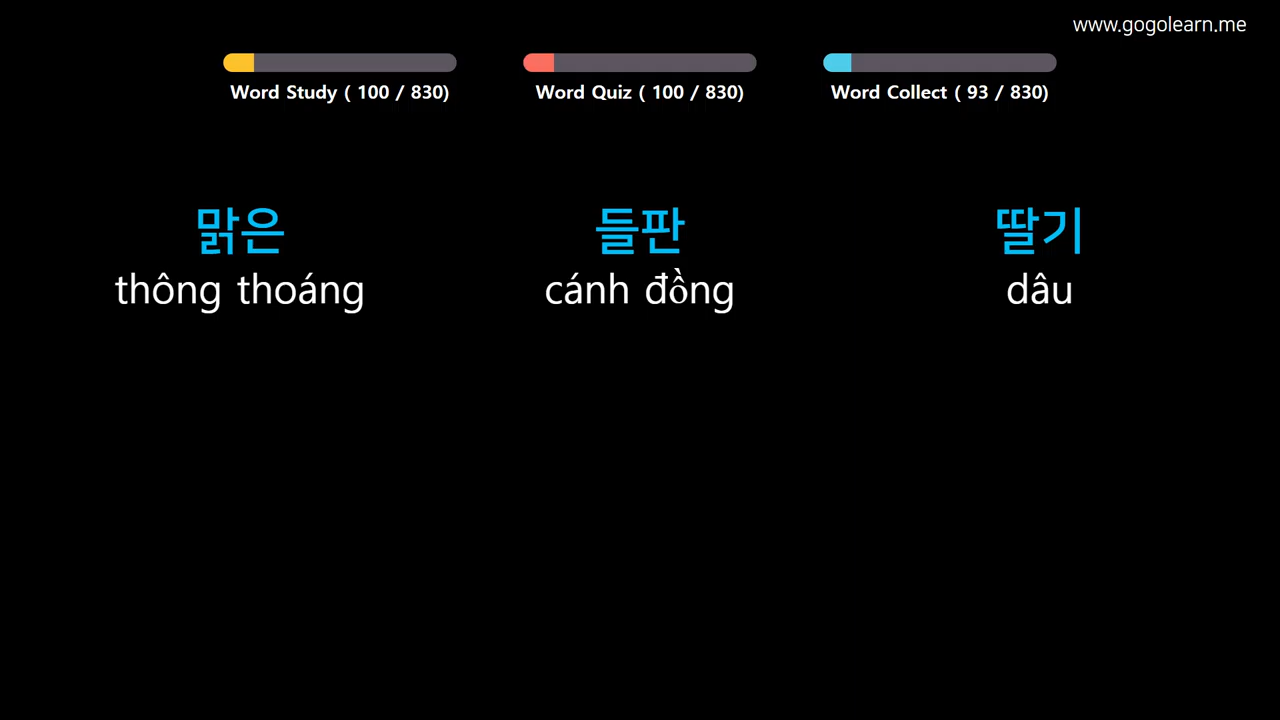 www.gogolearn.me
Word Study ( 100 / 830)
Word Quiz ( 100 / 830)
Word Collect ( 93 / 830)
맑은
thông thoáng
들판
cánh đồng
딸기
dâu